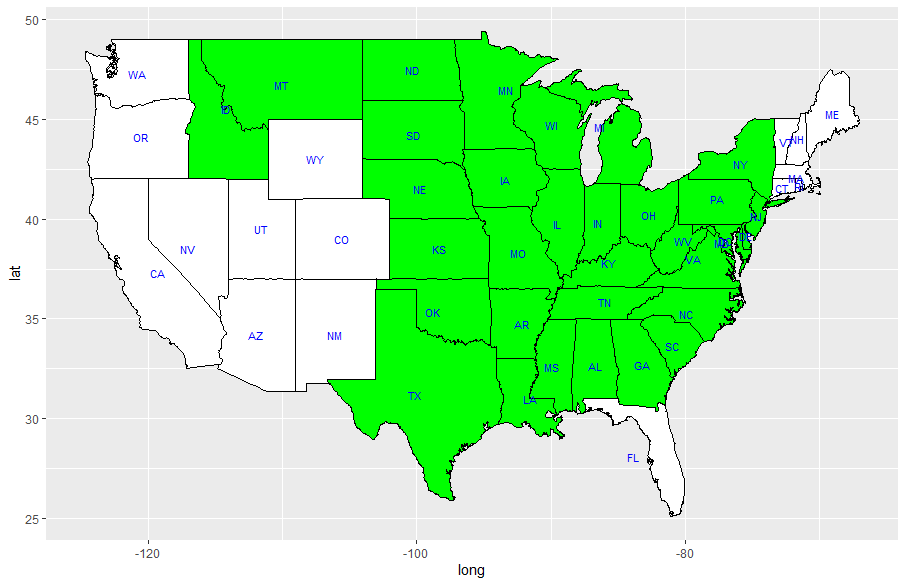 50
45
40
35
30
25
lat
WA
MT
ND
MN
ME
OR
ID
SD
WI
MI
VT
NH
WY
NE
IA
NY
MA
CT
NV
UT
CO
KS
IL
IN
OH
PA
NJ
CA
MO
KY
WV
VA
MD
DE
AZ
NM
OK
AR
TN
NC
SC
TX
LA
MS
AL
GA
FL
-120
-100
-80
long